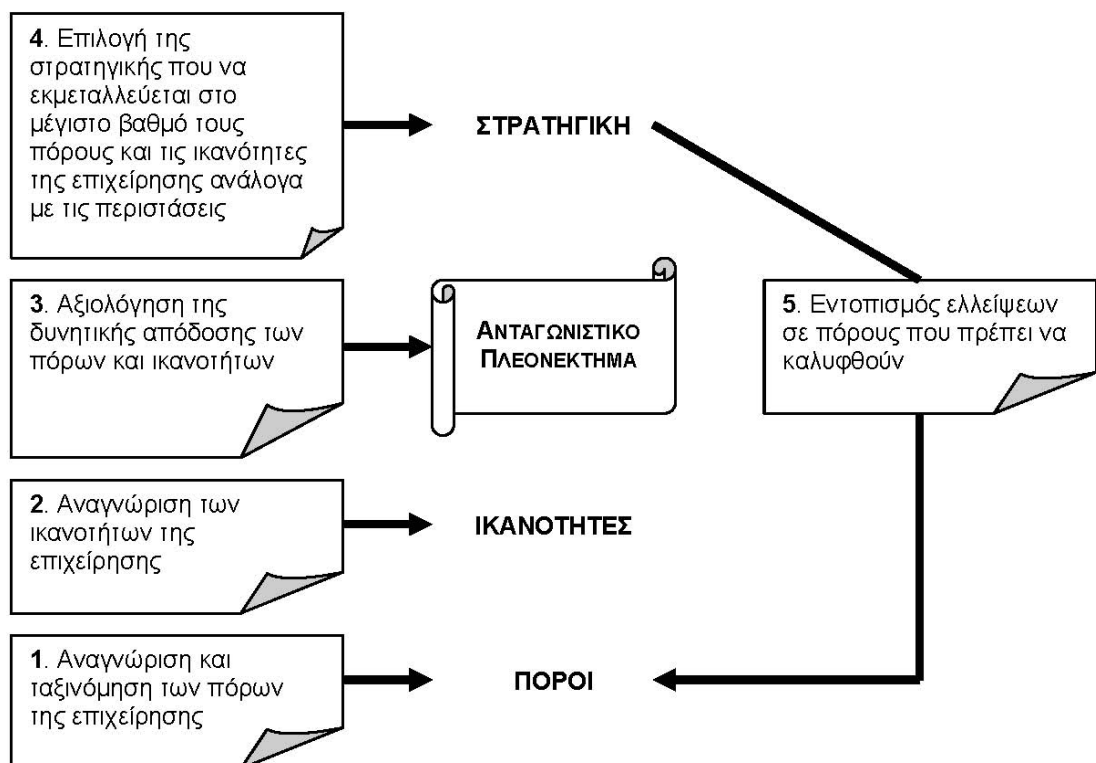 4. Επιλογή της
στρατηγικής που να
εκμεταλλεύεται στο
μέγιστο βαθμό τους
πόρους και τις ικανότητες
της επιχείρησης ανάλογα
με τις περιστάσεις
ΣΤΡΑΤΗΓΙΚΗ
3. Αξιολόγηση της
δυνητικής απόδοσης των
πόρων και ικανοτήτων
ΑΝΤΑΓΩΝΙΣΤΙΚΟ
ΠΛΕΟΝΕΚΤΗΜΑ
5. Εντοπισμός ελλείψεων
σε πόρους που πρέπει να
καλυφθούν
2. Αναγνώριση των
ικανοτήτων της
επιχείρησης
ΙΚΑΝΟΤΗΤΕΣ
1. Αναγνώριση και
ταξινόμηση των πόρων
της επιχείρησης
ΠΟΡΟΙ